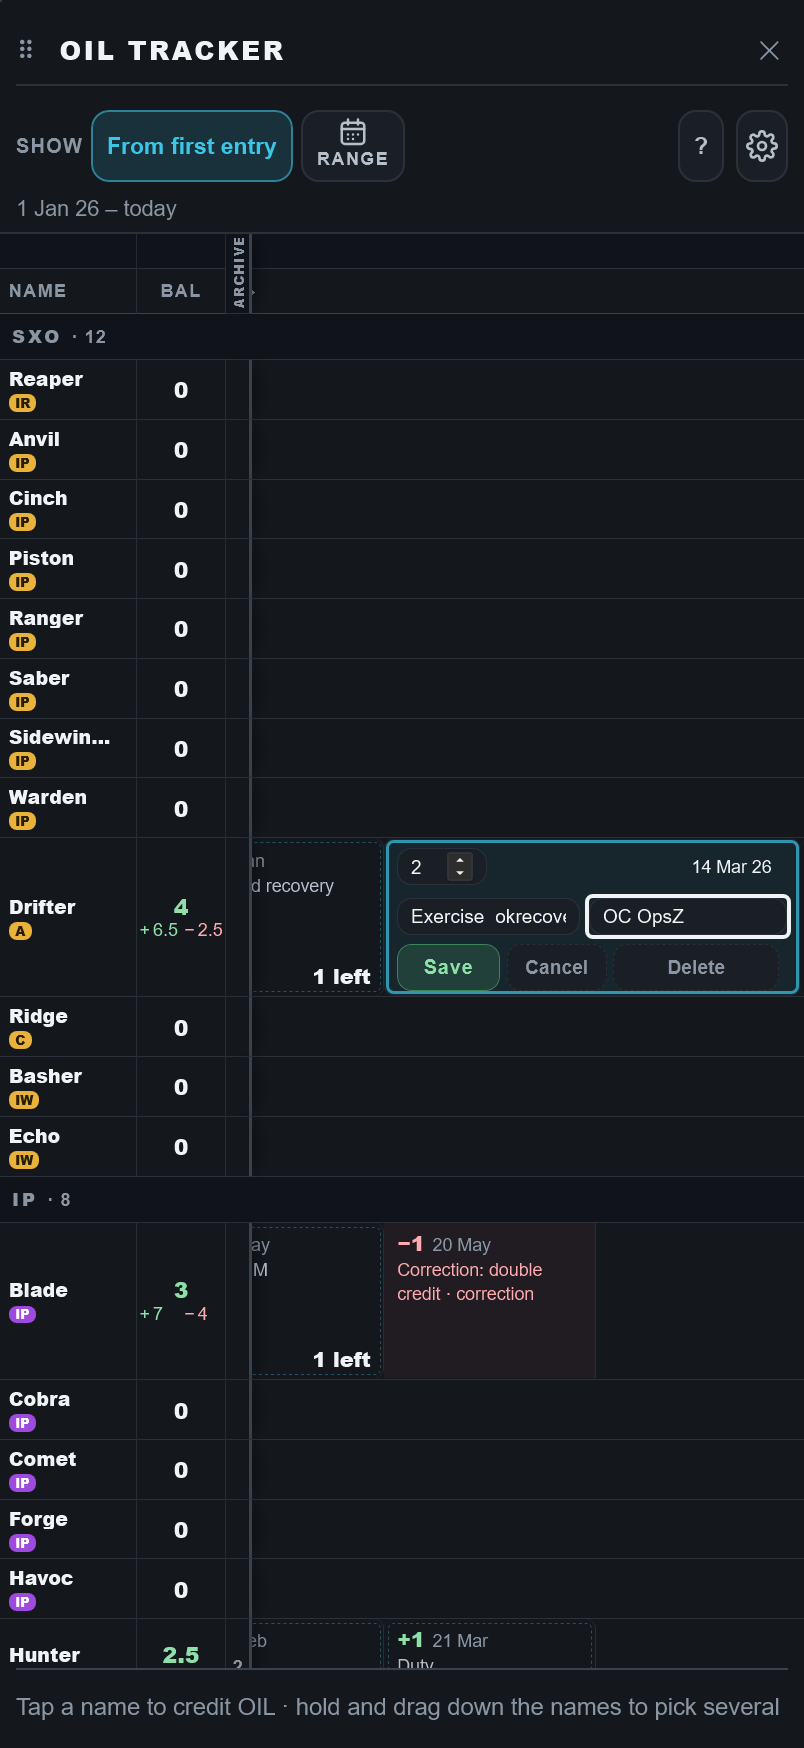 OIL TRACKER
SHOW
From first entry
RANGE
?
1 Jan 26 – today
NAME
BAL
ARCHIVE
SXO · 12
Reaper
IR
0
Anvil
IP
0
Cinch
IP
0
Piston
IP
0
Ranger
IP
0
Saber
IP
0
Sidewin...
IP
0
Warden
IP
0
Drifter
A
4
+6.5 −2.5
recovery
1 left
2
14 Mar 26
Exercise okrecove
OC OpsZ
Save
Cancel
Delete
Ridge
C
0
Basher
IW
0
Echo
IW
0
IP · 8
Blade
IP
3
+7 −4
ay
M
1 left
−1 20 May
Correction: double
credit · correction
Cobra
IP
0
Comet
IP
0
Forge
IP
0
Havoc
IP
0
Hunter
2.5
2
eb
+1 21 Mar
Duty
Tap a name to credit OIL · hold and drag down the names to pick several